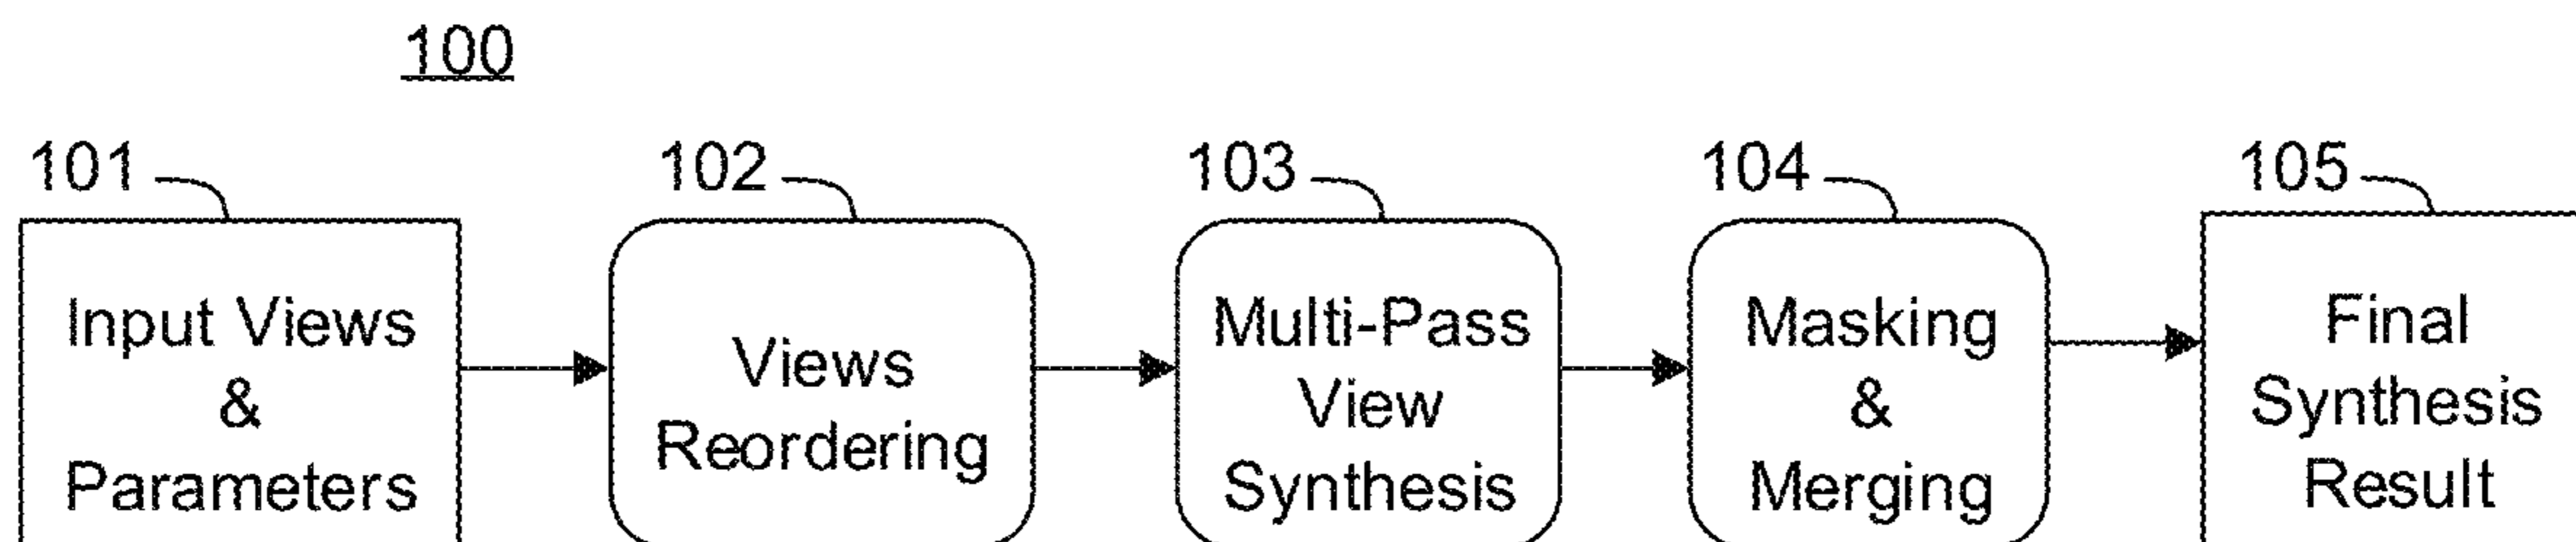 100
101
Input Views
&
Parameters
102
Views
Reordering
103
Multi-Pass
View
Synthesis
104
Masking
&
Merging
105
Final
Synthesis
Result